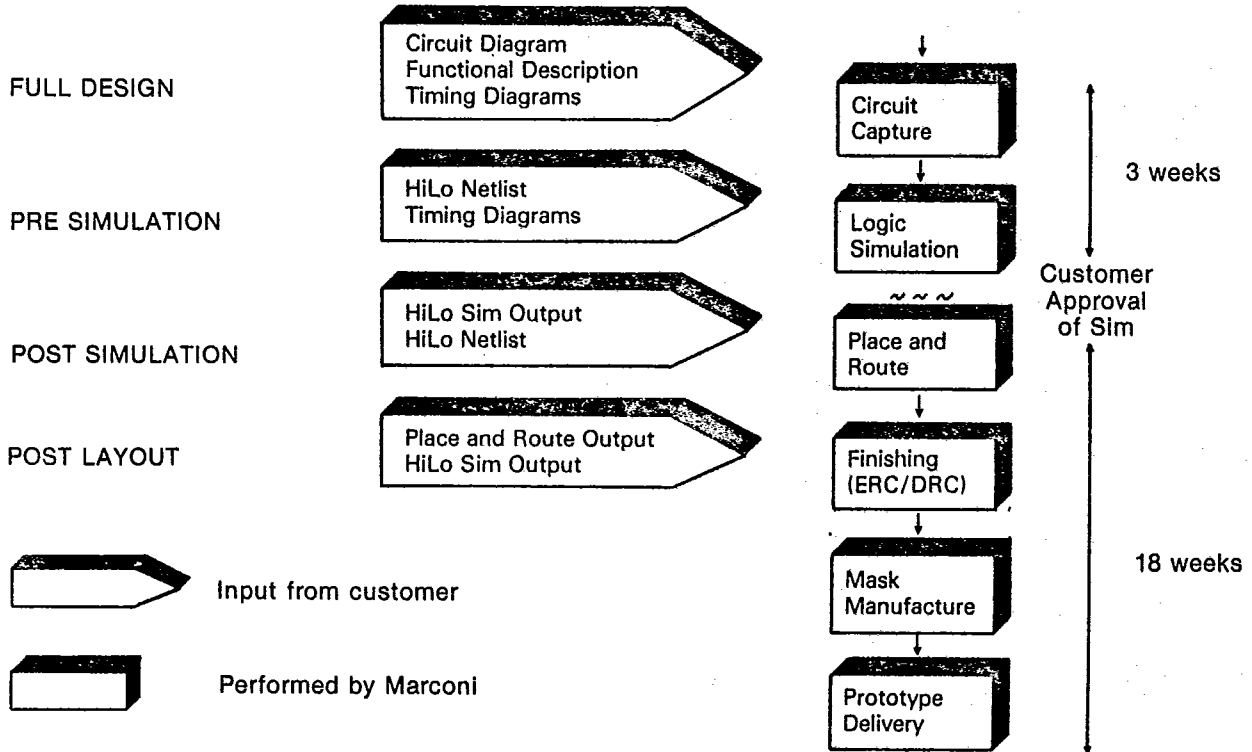 FULL DESIGN
Circuit Diagram
Functional Description
Timing Diagrams
Circuit
Capture
3 weeks
PRE SIMULATION
HiLo Netlist
Timing Diagrams
Logic
Simulation
Customer
Approval
of Sim
POST SIMULATION
HiLo Sim Output
HiLo Netlist
Place and
Route
POST LAYOUT
Place and Route Output
HiLo Sim Output
Finishing
(ERC/DRC)
18 weeks
Input from customer
Mask
Manufacture
Performed by Marconi
Prototype
Delivery